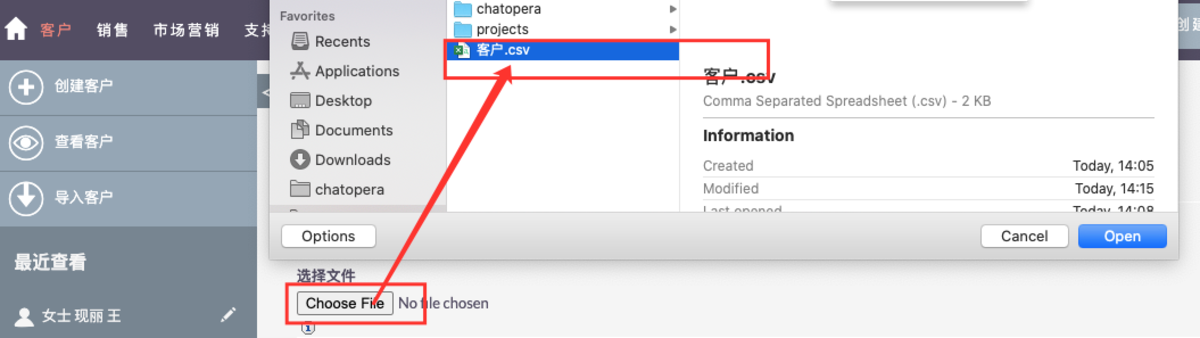 客户 销售 市场营销 支持
创建客户
查看客户
导入客户
最近查看
女士 现丽 王
Favorites
Recents
Applications
Desktop
Documents
Downloads
chatopera
chatopera
projects
客户.csv
客户.csv
Comma Separated Spreadsheet (.csv) - 2 KB
Information
Created Today, 14:05
Modified Today, 14:15
Last opened Today, 14:08
Options
Cancel
Open
选择文件
Choose File No file chosen
创建